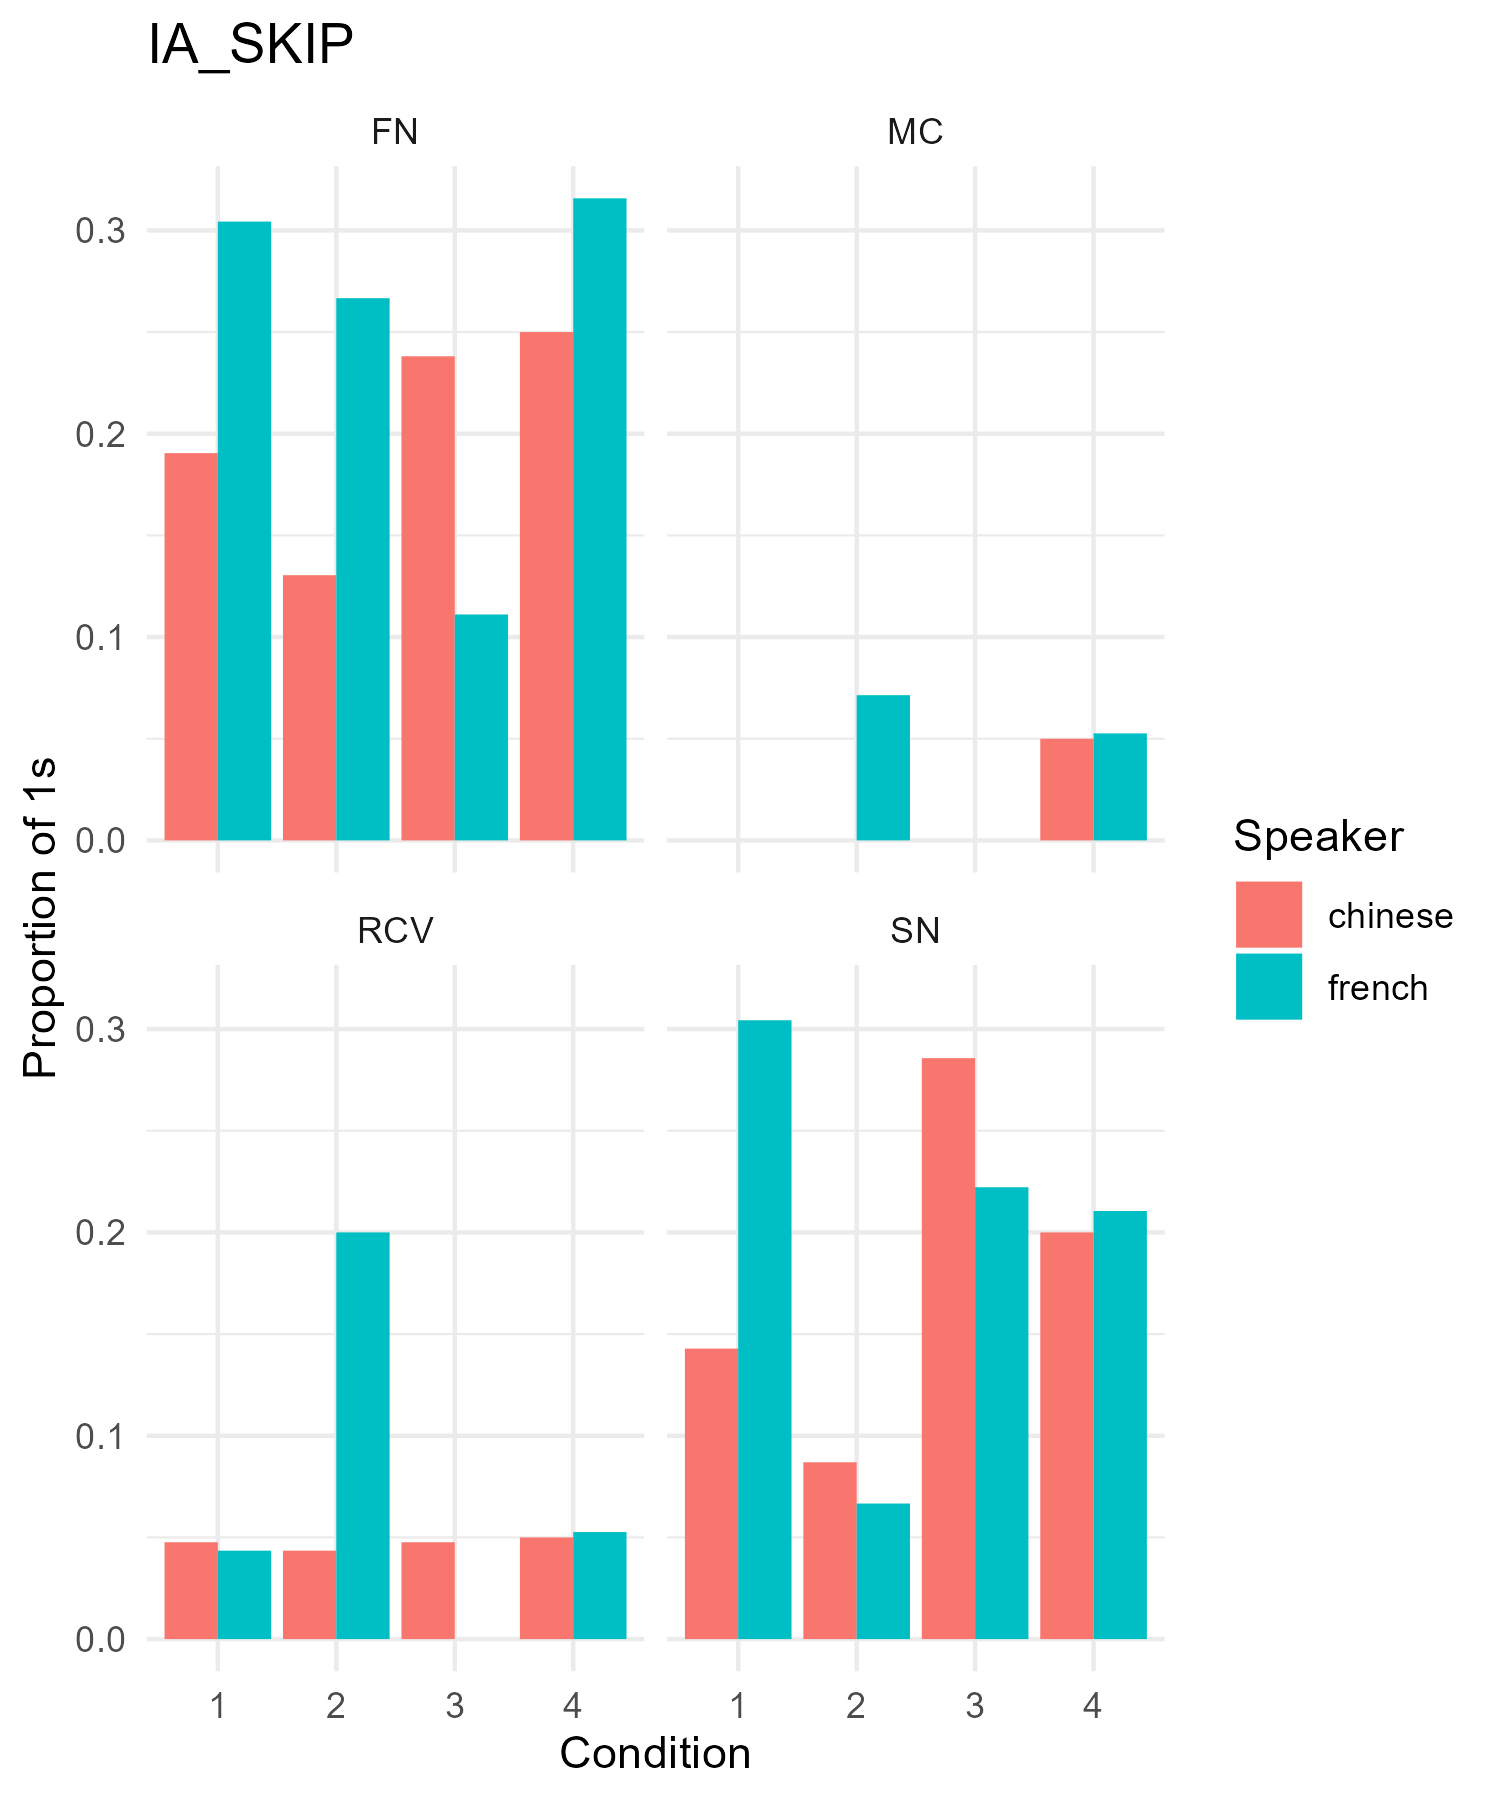 IA_SKIP
FN
MC
0.3
0.2
0.1
0.0
RCV
SN
0.3
0.2
0.1
0.0
1 2 3 4
1 2 3 4
Condition
Proportion of 1s
Speaker
chinese
french